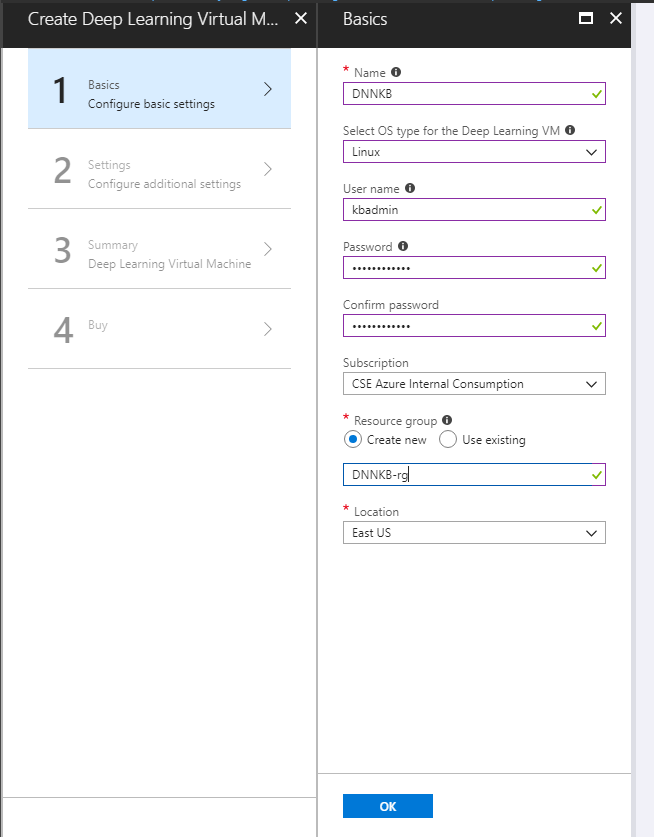 Create Deep Learning Virtual M...
1
Basics
Configure basic settings
2
Settings
Configure additional settings
3
Summary
Deep Learning Virtual Machine
4
Buy
Basics
* Name
DNNKB
Select OS type for the Deep Learning VM
Linux
User name
kbadmin
Password
••••••••••••
Confirm password
••••••••••••
Subscription
CSE Azure Internal Consumption
* Resource group
Create new Use existing
DNNKB-rg
* Location
East US
OK